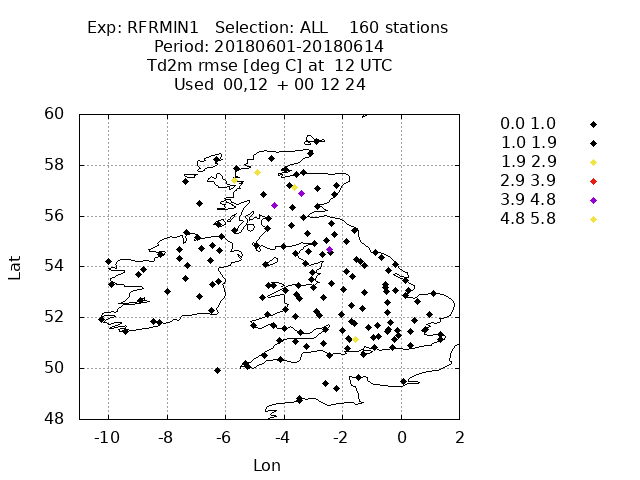 Exp: RFRMIN1 Selection: ALL 160 stations
Period: 20180601-20180614
Td2m rmse [deg C] at 12 UTC
Used 00,12 + 00 12 24
0.0 1.0
1.0 1.9
1.9 2.9
2.9 3.9
3.9 4.8
4.8 5.8
60
58
56
54
52
50
48
Lat
-10 -8 -6 -4 -2 0 2
Lon